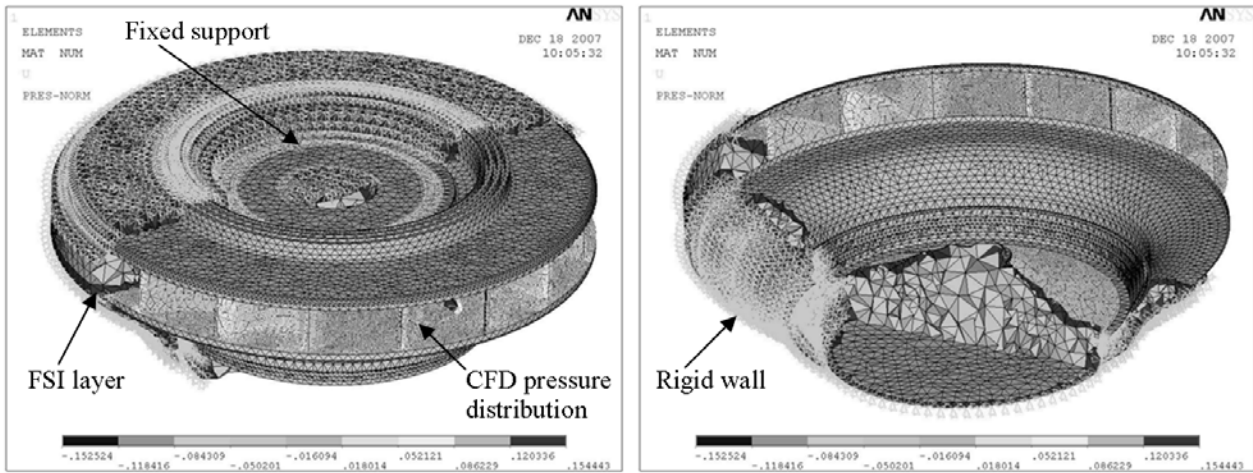 1
ANSYS
ELEMENTS
MAT NUM
U
PRES-NORM
DEC 18 2007
10:05:32
Fixed support
FSI layer
CFD pressure
distribution
-.152524 -.084309 -.016094 .052121 .120336
-.118416 -.050201 .018014 .086229 .154443
1
ANSYS
ELEMENTS
MAT NUM
U
PRES-NORM
DEC 18 2007
10:05:32
Rigid wall
-.152524 -.084309 -.016094 .052121 .120336
-.118416 -.050201 .018014 .086229 .154443